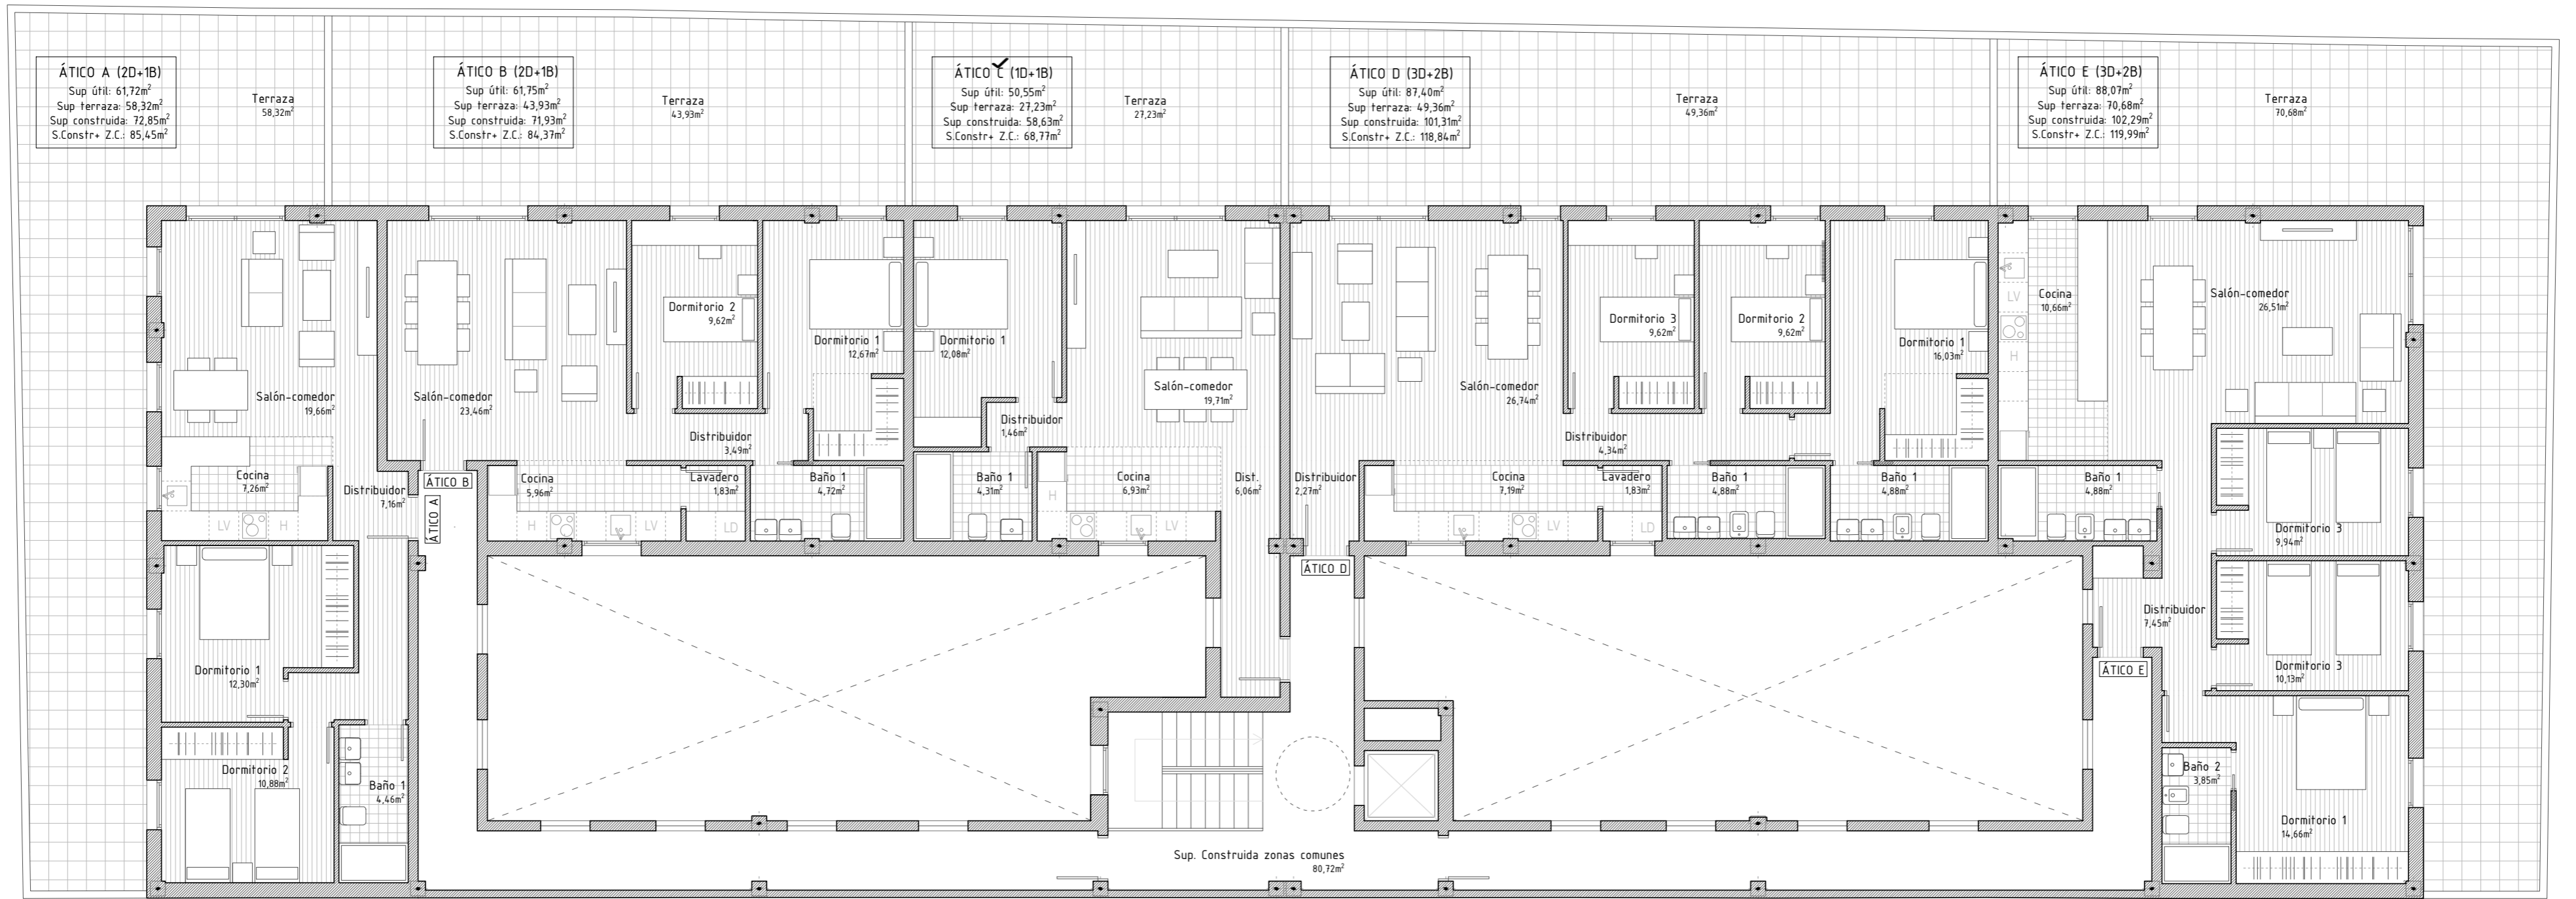 ÁTICO A (2D+1B)
Sup útil: 61,72m²
Sup terraza: 58,32m²
Sup construida: 72,85m²
S.Constr+ Z.C.: 85,45m²
Terraza
58,32m²
ÁTICO B (2D+1B)
Sup útil: 61,75m²
Sup terraza: 43,93m²
Sup construida: 71,93m²
S.Constr+ Z.C.: 84,37m²
Terraza
43,93m²
ÁTICO C (1D+1B)
Sup útil: 50,55m²
Sup terraza: 27,23m²
Sup construida: 58,63m²
S.Constr+ Z.C.: 68,77m²
Terraza
27,23m²
ÁTICO D (3D+2B)
Sup útil: 87,40m²
Sup terraza: 49,36m²
Sup construida: 101,31m²
S.Constr+ Z.C.: 118,84m²
Terraza
49,36m²
ÁTICO E (3D+2B)
Sup útil: 88,07m²
Sup terraza: 70,68m²
Sup construida: 102,29m²
S.Constr+ Z.C.: 119,99m²
Terraza
70,68m²
Salón-comedor
19,66m²
Cocina
7,26m²
LV
H
Distribuidor
7,16m²
ÁTICO A
Dormitorio 1
12,30m²
Dormitorio 2
10,88m²
Baño 1
4,46m²
Salón-comedor
23,46m²
ÁTICO B
Dormitorio 2
9,62m²
Dormitorio 1
12,67m²
Distribuidor
3,49m²
Cocina
5,96m²
H
LV
Lavadero
1,83m²
LD
Baño 1
4,72m²
Dormitorio 1
12,08m²
Distribuidor
1,46m²
Salón-comedor
19,71m²
Baño 1
4,31m²
H
Cocina
6,93m²
LV
Dist.
6,06m²
Distribuidor
2,27m²
ÁTICO D
Salón-comedor
26,74m²
Dormitorio 3
9,62m²
Dormitorio 2
9,62m²
Dormitorio 1
16,03m²
Distribuidor
4,34m²
Cocina
7,19m²
LV
Lavadero
1,83m²
LD
Baño 1
4,88m²
Baño 1
4,88m²
Cocina
10,66m²
LV
H
Salón-comedor
26,51m²
Baño 1
4,88m²
Dormitorio 3
9,94m²
Distribuidor
7,45m²
ÁTICO E
Dormitorio 3
10,13m²
Baño 2
3,85m²
Dormitorio 1
14,66m²
Sup. Construida zonas comunes
80,72m²